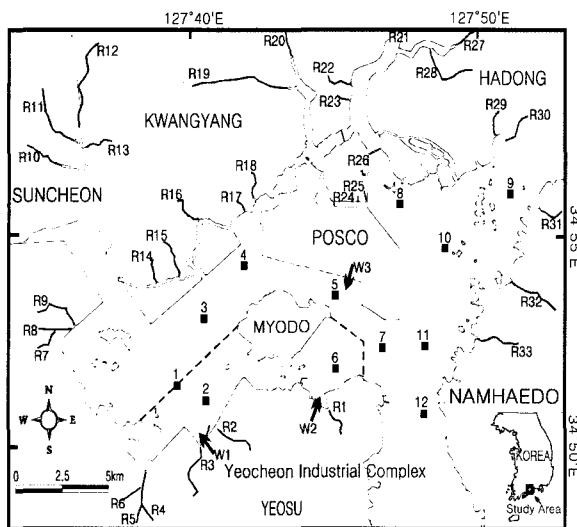 127°40'E
127°50'E
R12
R20
R21
R27
R22
R28
R19
HADONG
R11
R23
R29
R30
KWANGYANG
R13
R10
R26
R18
SUNCHEON
R16
R17
R25
R24
8
9
34°55'N
R31
POSCO
R15
R14
4
10
W3
5
R32
R9
R8
R7
3
MYODO
7
11
R33
6
1
2
NAMHAEDO
12
N
W
E
S
R1
R2
W2
W1
R3
KOREA
34°50'N
0
2.5
5km
Yeocheon Industrial Complex
R6
R4
R5
YEOSU
Study Area